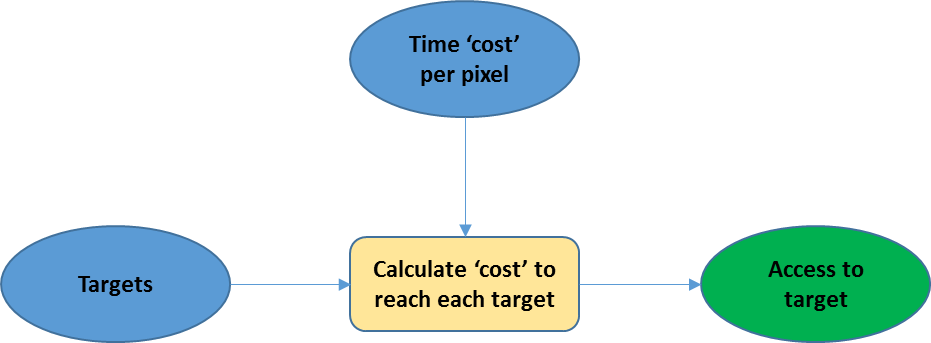 Time ‘cost’
per pixel
Targets
Calculate ‘cost’ to
reach each target
Access to
target